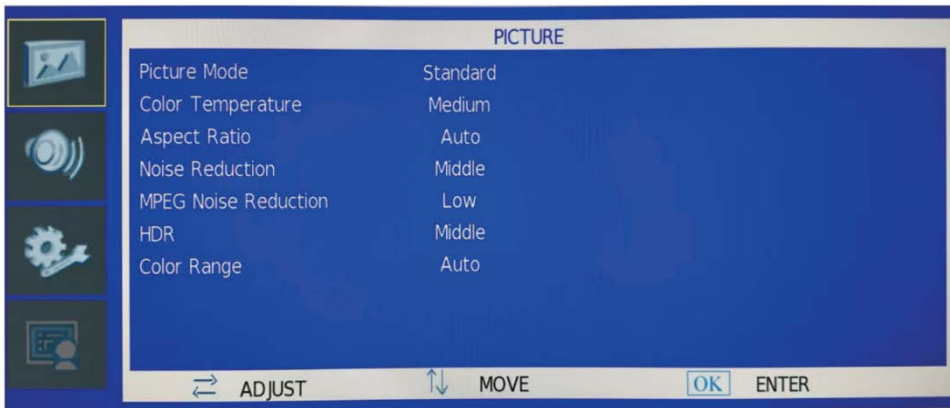 PICTURE
Picture Mode Standard
Color Temperature Medium
Aspect Ratio Auto
Noise Reduction Middle
MPEG Noise Reduction Low
HDR Middle
Color Range Auto
ADJUST MOVE OK ENTER